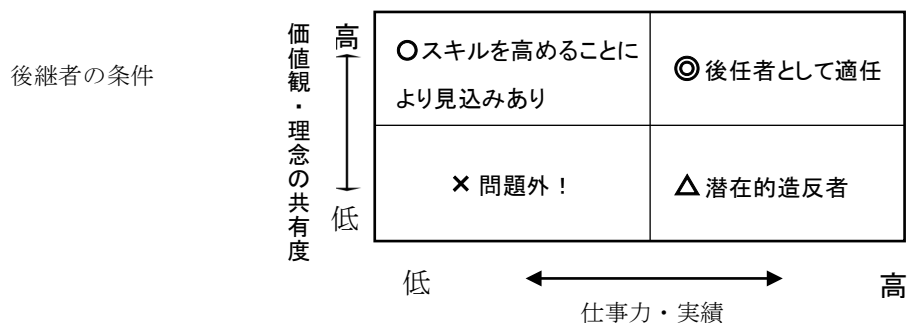 後継者の条件
価値観・理念の共有度
高
低
○スキルを高めることに
より見込みあり
◎後任者として適任
×問題外！
△潜在的造反者
低
高
仕事力・実績